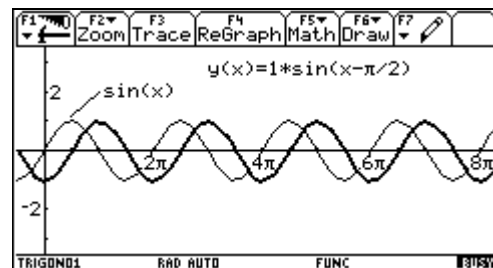 F1 F2 F3 F4 F5 F6 F7
Zoom Trace ReGraph Math Draw
y(x)=1*sin(x-π/2)
2
sin(x)
2π 4π 6π 8π
-2
TRIGONO1 RAD AUTO FUNC BUSY